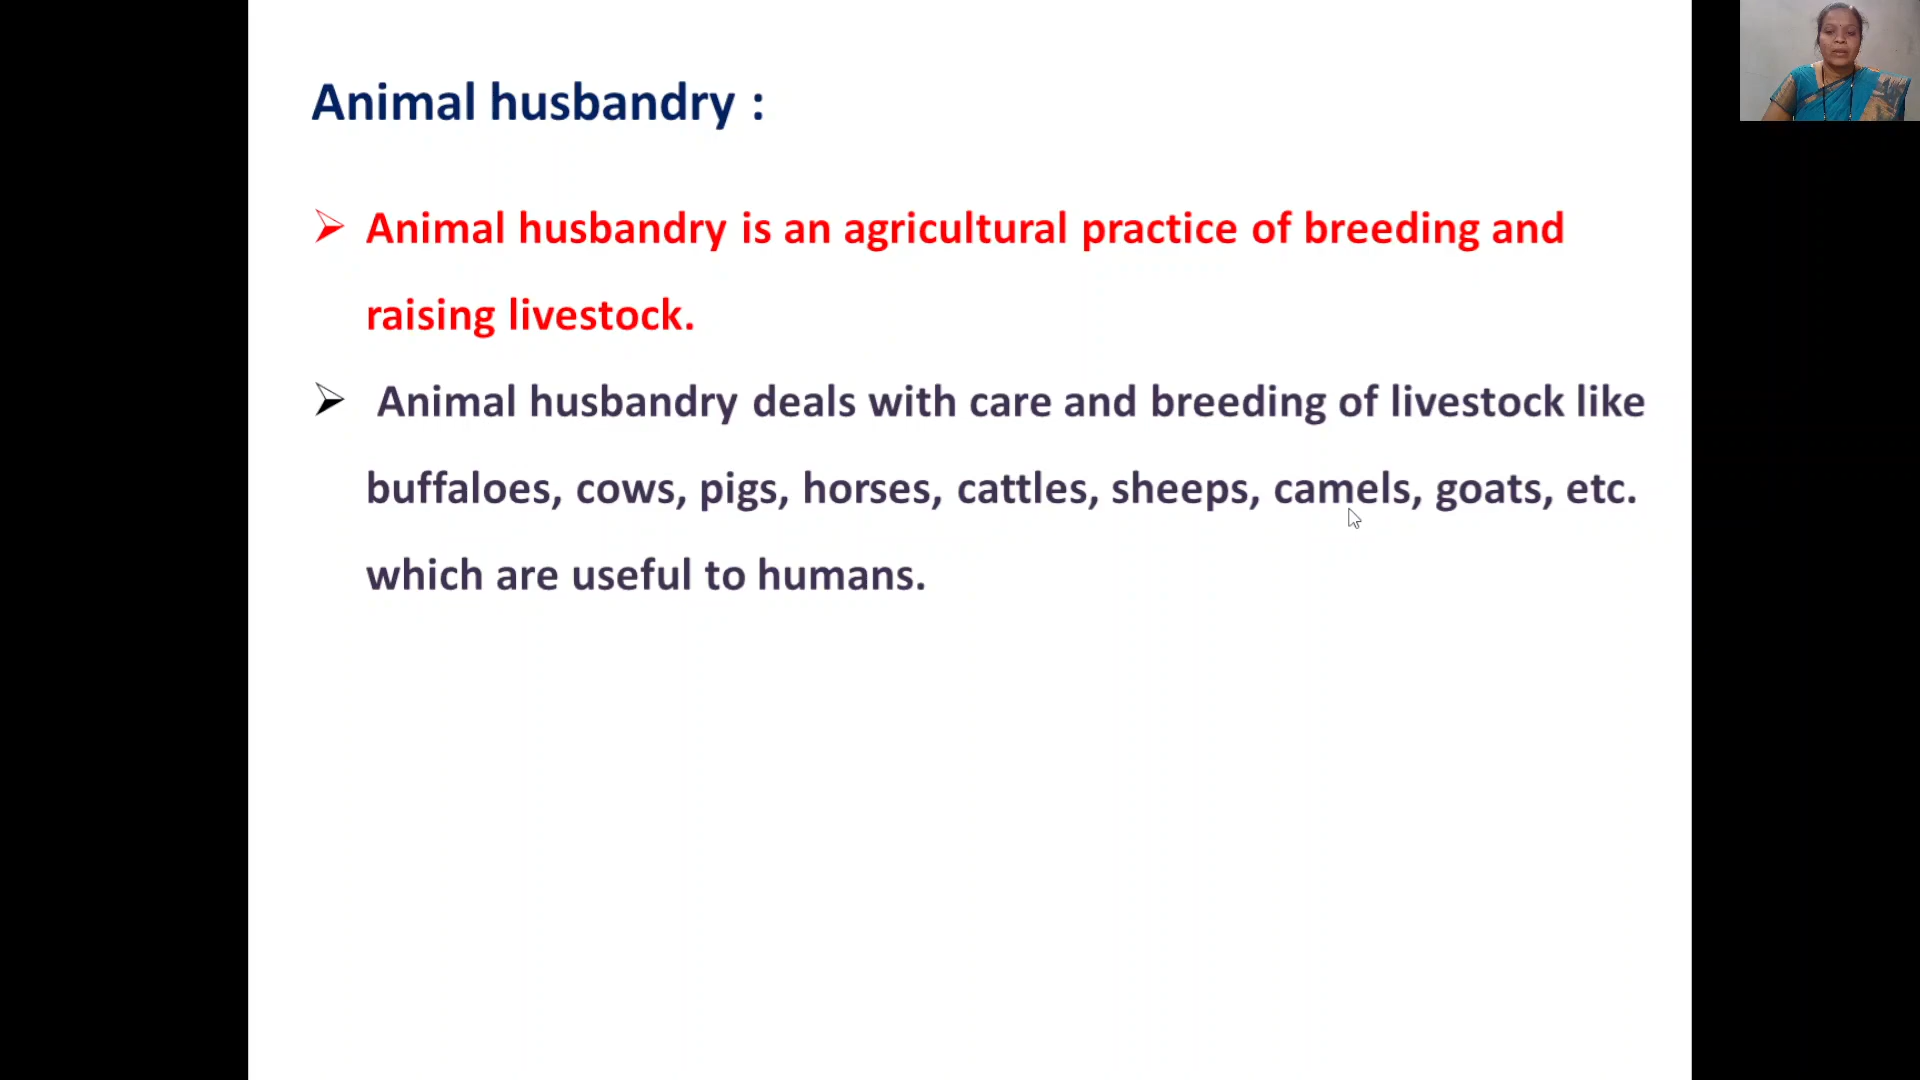 Animal husbandry :
➢ Animal husbandry is an agricultural practice of breeding and
raising livestock.
➢ Animal husbandry deals with care and breeding of livestock like
buffaloes, cows, pigs, horses, cattles, sheeps, camels, goats, etc.
which are useful to humans.